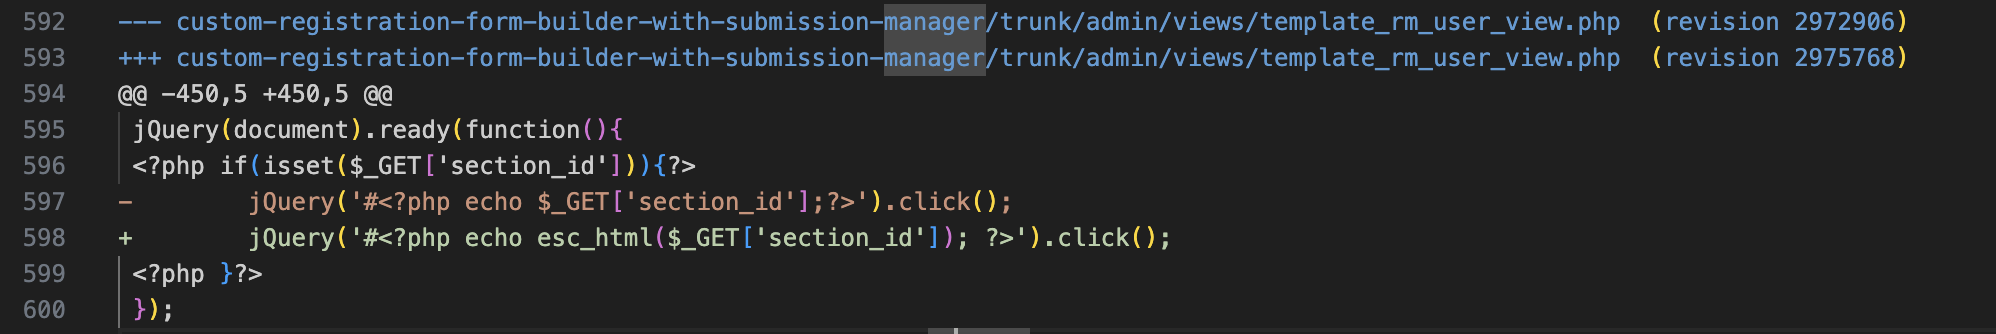 592 --- custom-registration-form-builder-with-submission-manager/trunk/admin/views/template_rm_user_view.php (revision 2972906)
593 +++ custom-registration-form-builder-with-submission-manager/trunk/admin/views/template_rm_user_view.php (revision 2975768)
594 @@ -450,5 +450,5 @@
595 jQuery(document).ready(function(){
596 <?php if(isset($_GET['section_id'])){?>
597 -        jQuery('#<?php echo $_GET['section_id'];?>').click();
598 +        jQuery('#<?php echo esc_html($_GET['section_id']); ?>').click();
599 <?php }?>
600 });